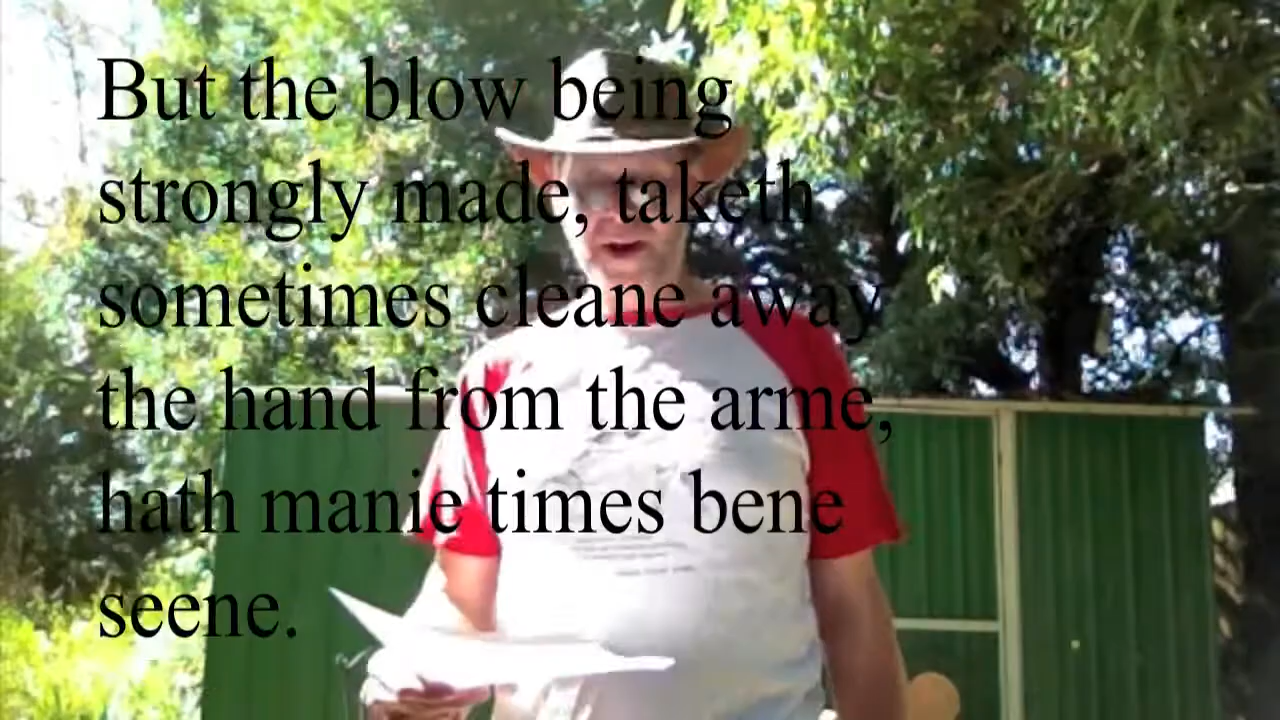 But the blow being
strongly made, taketh
sometimes cleane away
the hand from the arme,
hath manie times bene
seene.